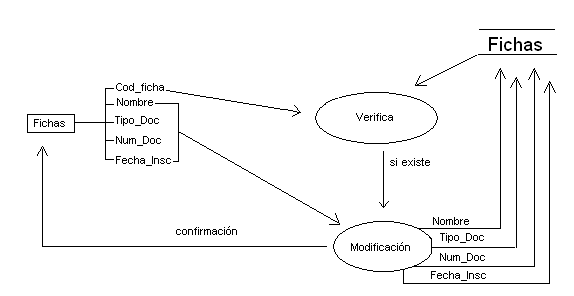 Fichas
Cod_ficha
Nombre
Fichas
Tipo_Doc
Num_Doc
Fecha_Insc
Verifica
si existe
confirmación
Modificación
Nombre
Tipo_Doc
Num_Doc
Fecha_Insc